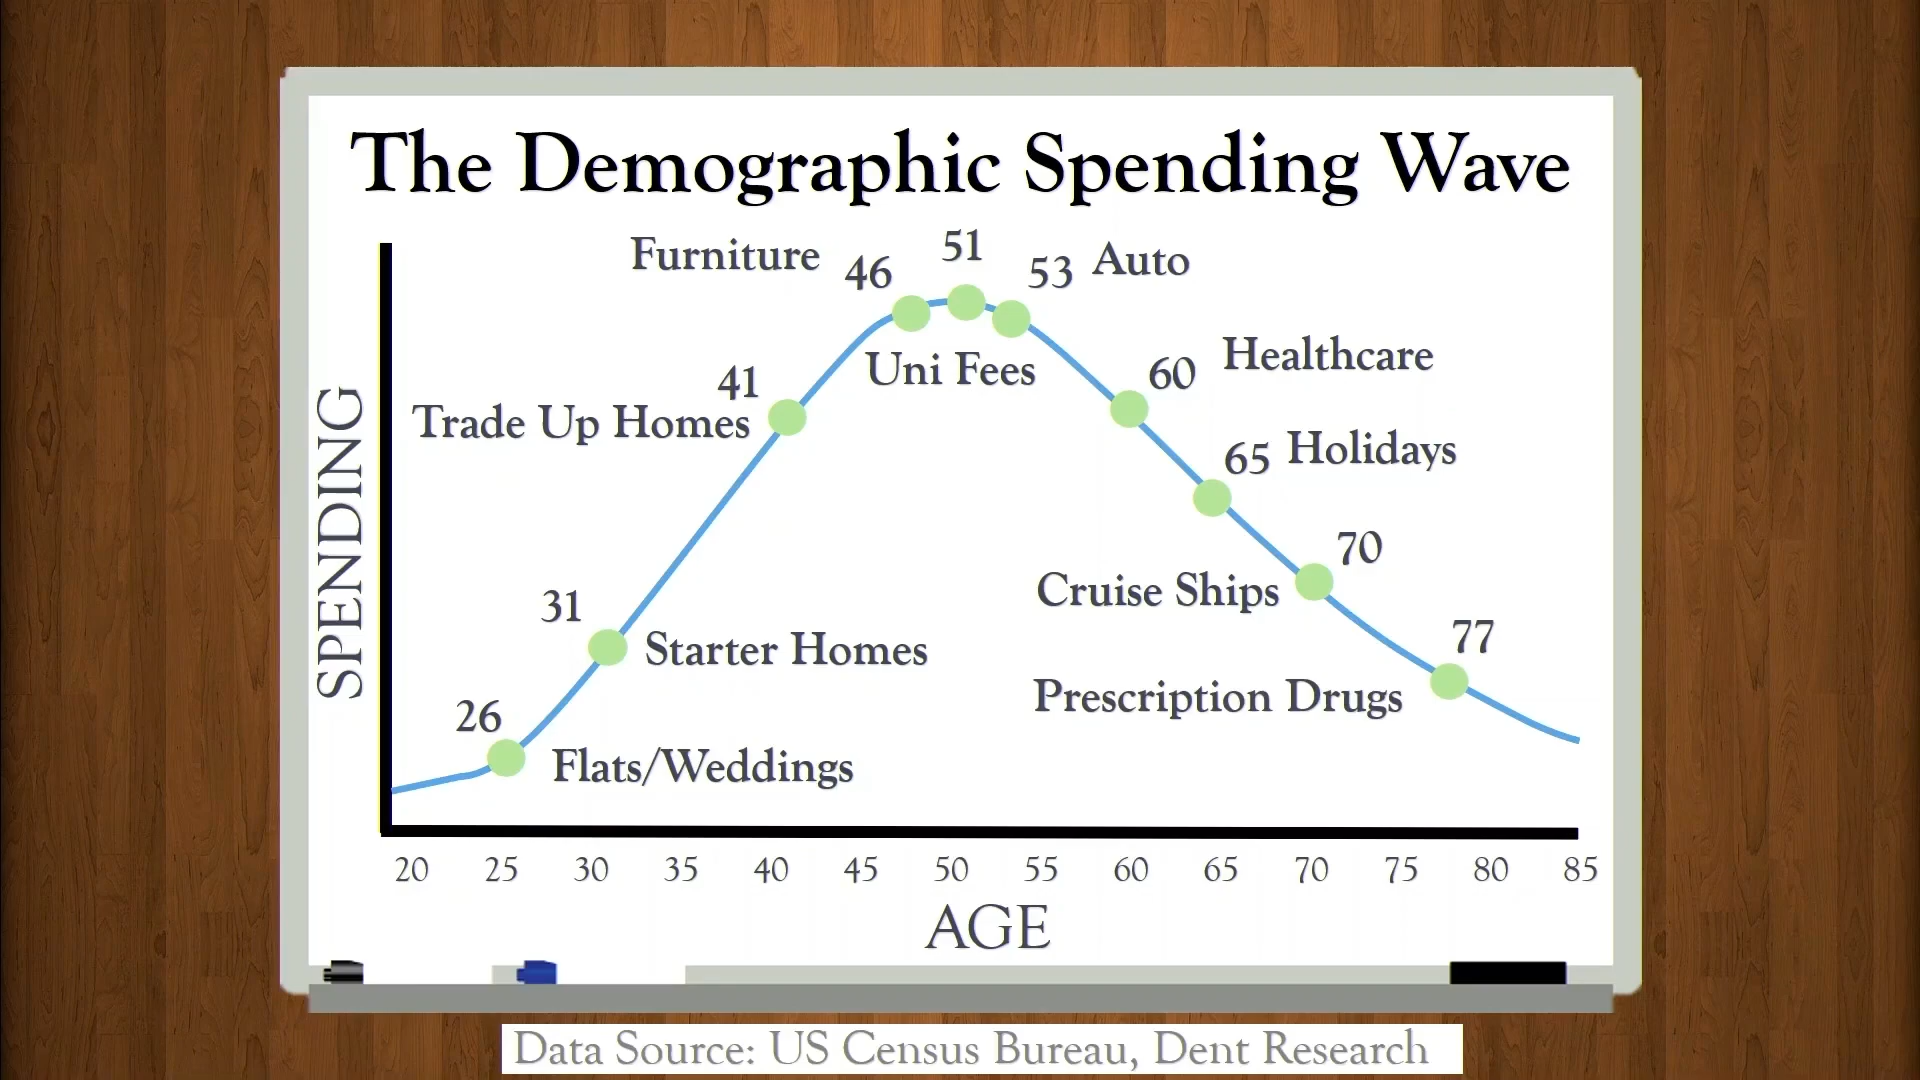 The Demographic Spending Wave
51
Furniture 46 53 Auto
Uni Fees
60 Healthcare
41
Trade Up Homes
65 Holidays
70
Cruise Ships
31
Starter Homes
77
Prescription Drugs
26
Flats/Weddings
SPENDING
20 25 30 35 40 45 50 55 60 65 70 75 80 85
AGE
Data Source: US Census Bureau, Dent Research